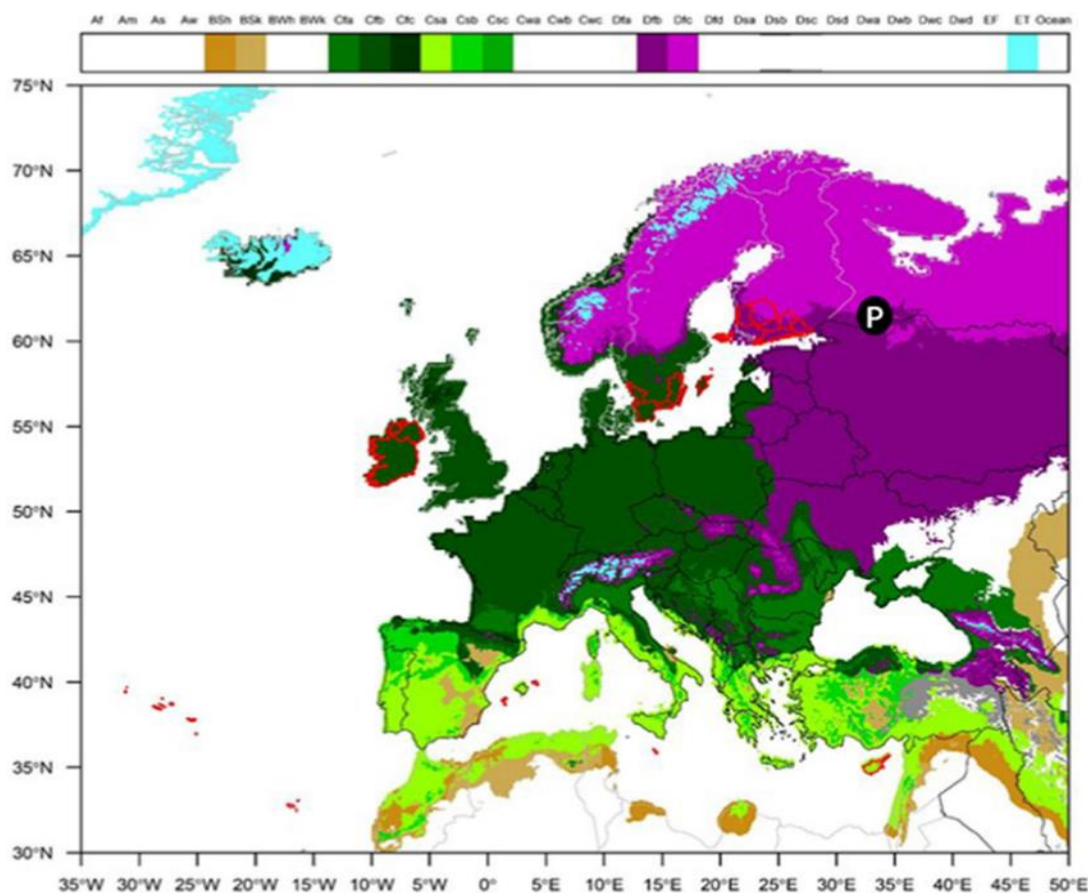 Af Am As Aw BSh BSk BWh BWk Cfa Cfb Cfc Csa Csb Csc Cwa Cwb Cwc Dfa Dfb Dfc Dfd Dsa Dsb Dsc Dsd Dwa Dwb Dwc Dwd EF ET Ocean
75°N
70°N
65°N
60°N
55°N
50°N
45°N
40°N
35°N
30°N
P
35°W 30°W 25°W 20°W 15°W 10°W 5°W 0° 5°E 10°E 15°E 20°E 25°E 30°E 35°E 40°E 45°E 50°E